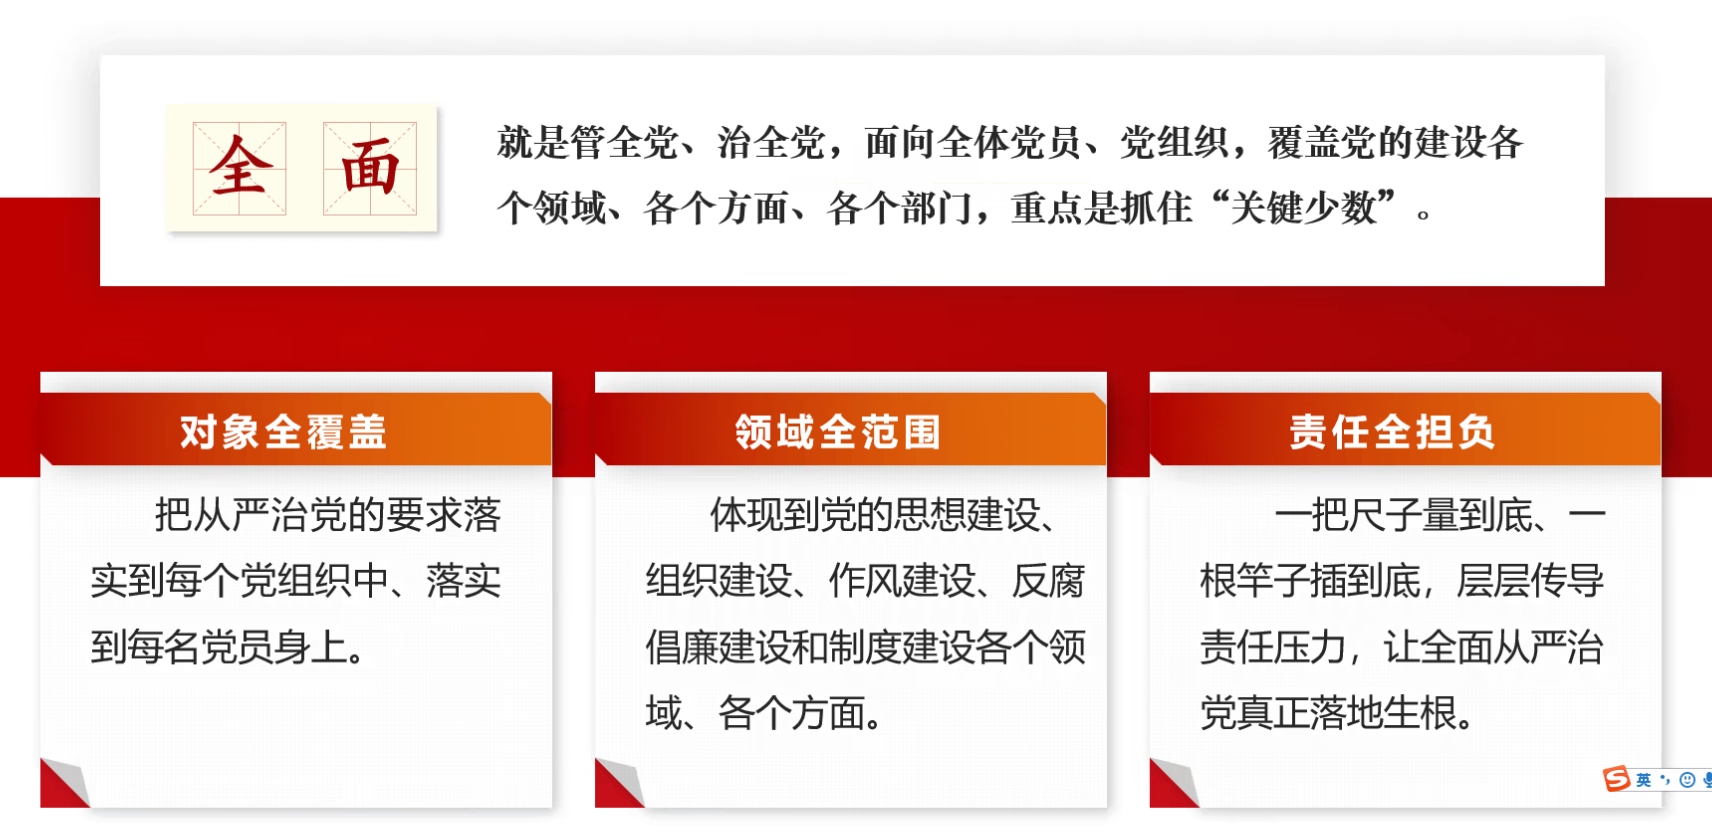 全 面
就是管全党、治全党，面向全体党员、党组织，覆盖党的建设各
个领域、各个方面、各个部门，重点是抓住“关键少数”。
对象全覆盖
把从严治党的要求落
实到每个党组织中、落实
到每名党员身上。
领域全范围
体现到党的思想建设、
组织建设、作风建设、反腐
倡廉建设和制度建设各个领
域、各个方面。
责任全担负
一把尺子量到底、一
根竿子插到底，层层传导
责任压力，让全面从严治
党真正落地生根。
英